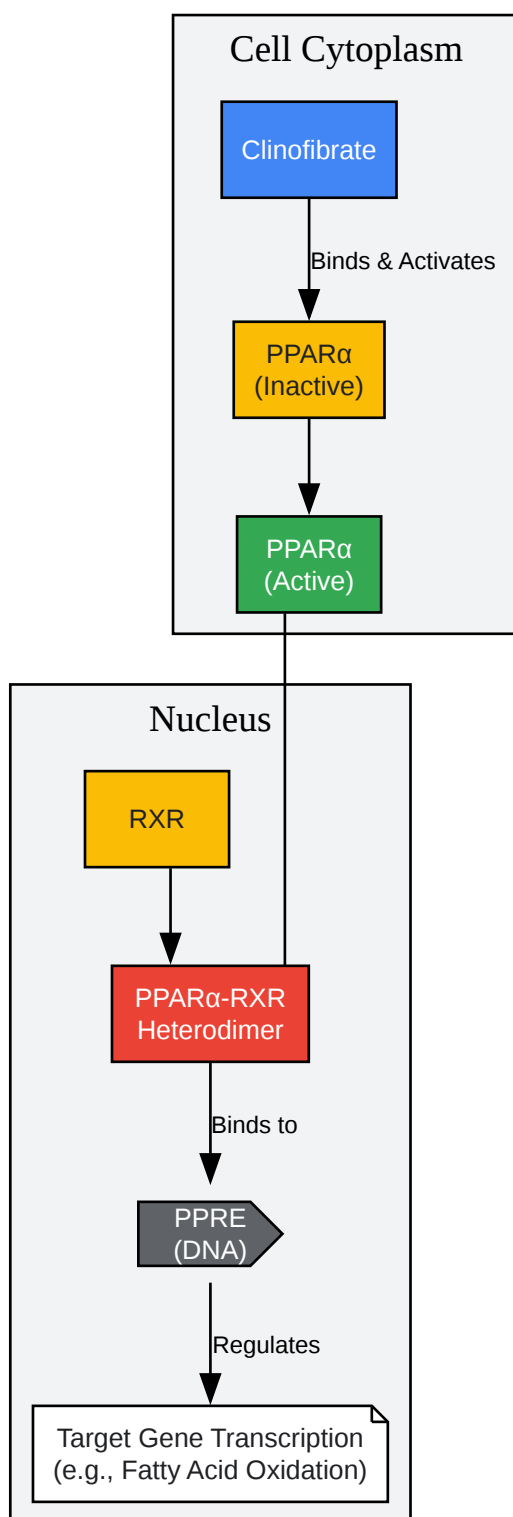 Cell Cytoplasm
Clinofibrate
Binds & Activates
PPARα
(Inactive)
PPARα
(Active)
Nucleus
RXR
PPARα-RXR
Heterodimer
Binds to
PPRE
(DNA)
Regulates
Target Gene Transcription
(e.g., Fatty Acid Oxidation)